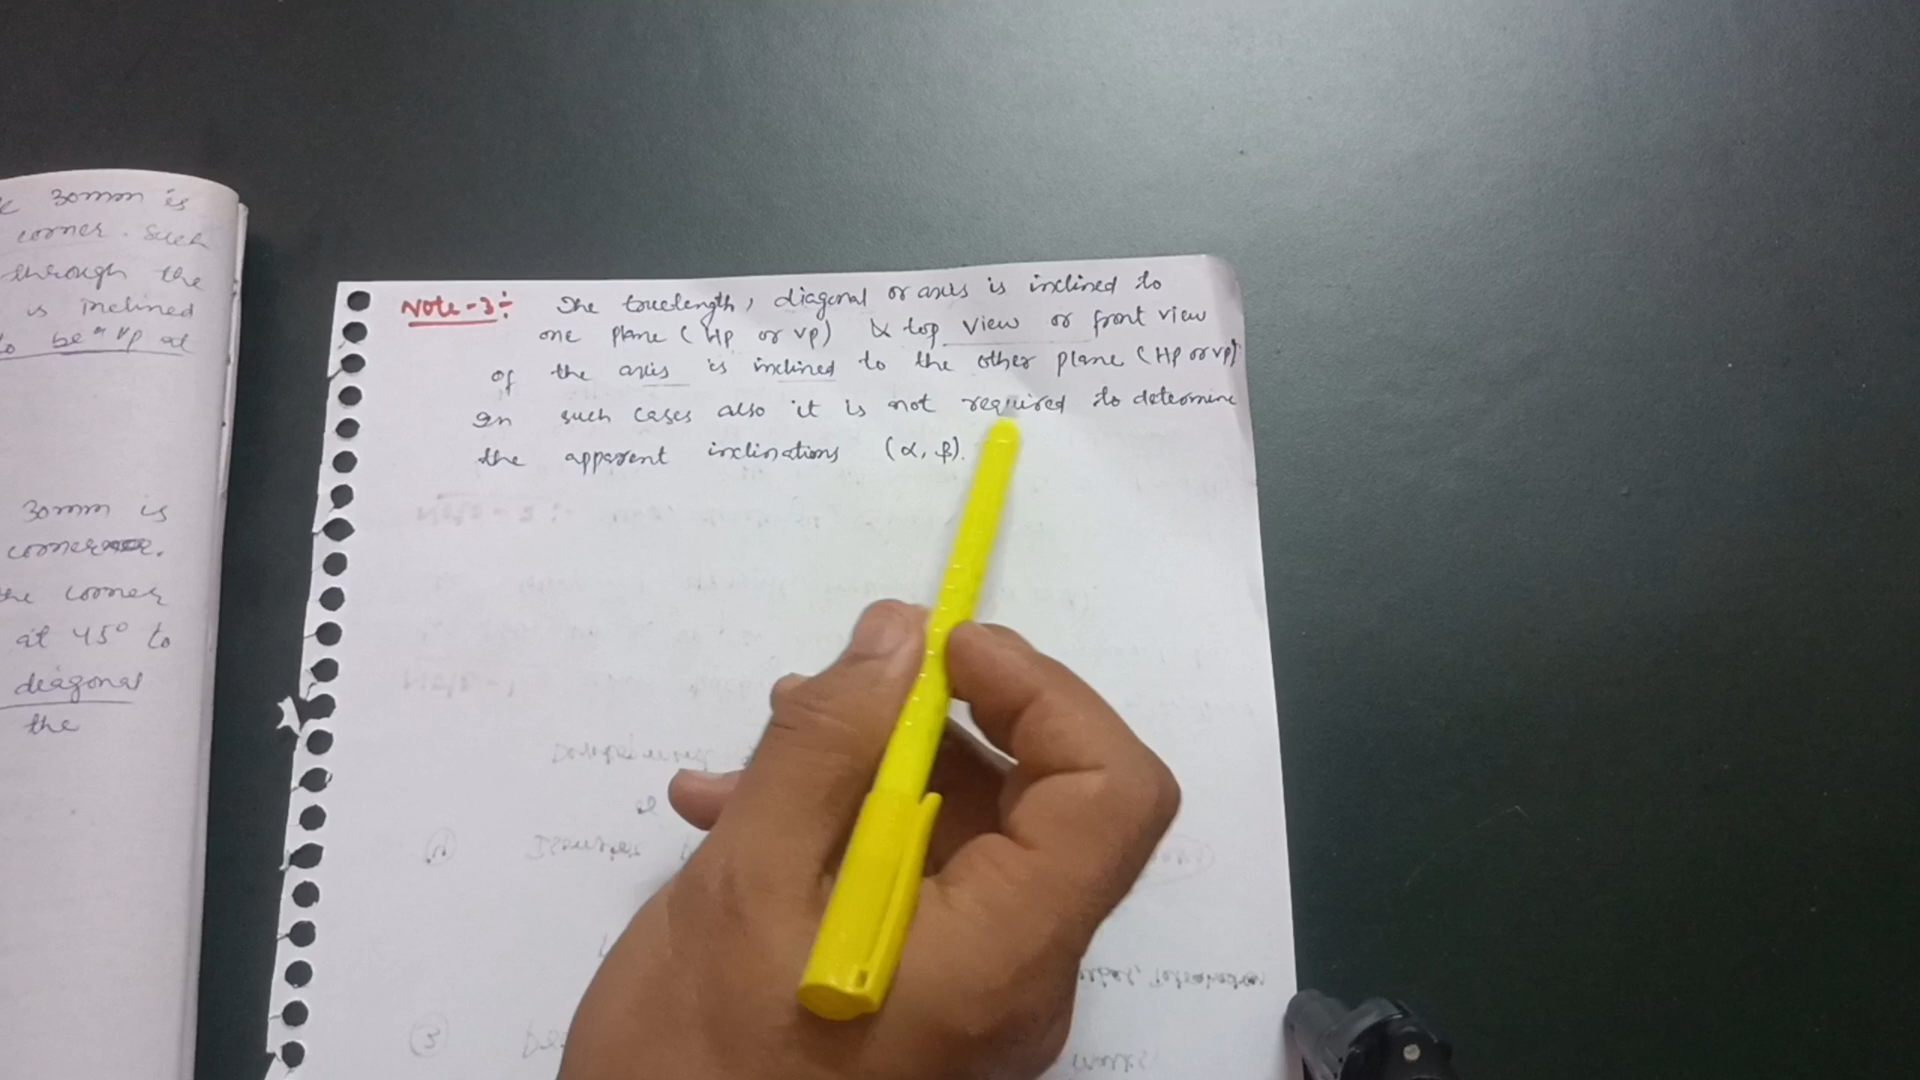 30mm is
corner. Such
through the
is inclined
to be VP at
30mm is
corner
the corner
at 45° to
diagonal
the
Note-3÷ The truelength, diagonal or axis is inclined to
one plane (HP or VP) & top view or front view
of the axis is inclined to the other plane (HP or VP)
In such cases also it is not required to determine
the apparent inclinations (α, β).